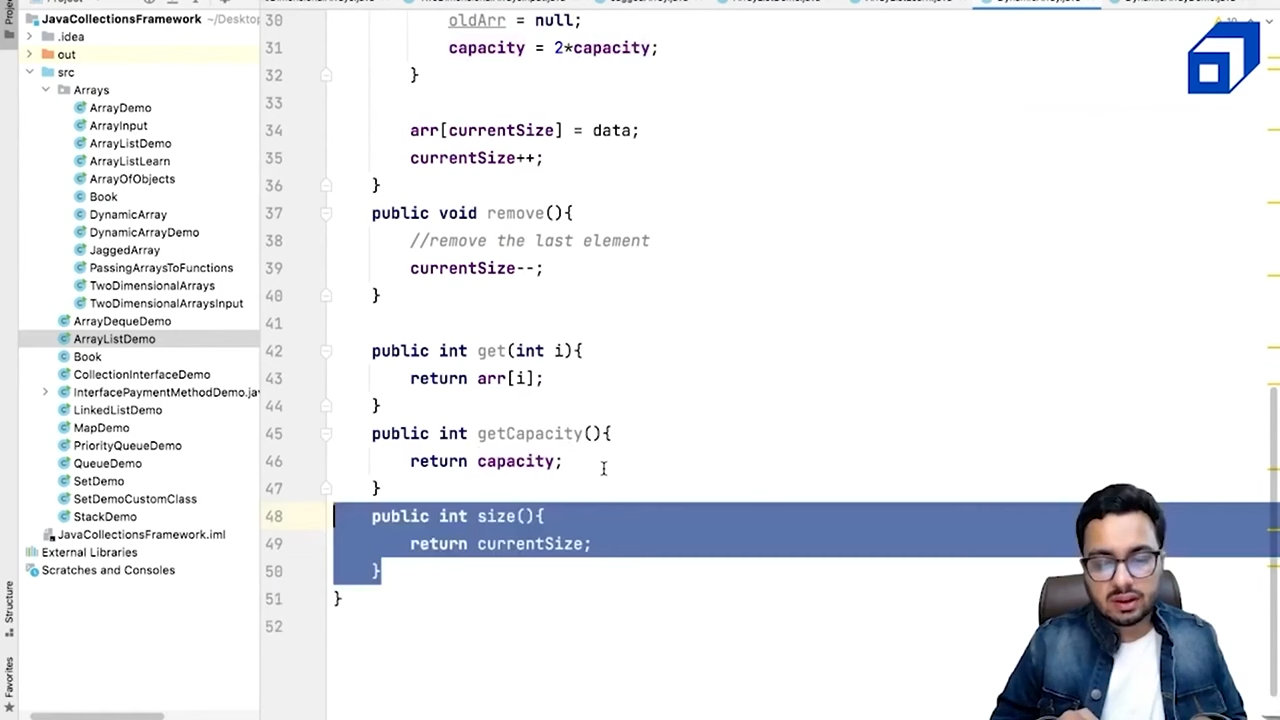 JavaCollectionsFramework ~/Desktop
.idea
out
src
Arrays
ArrayDemo
ArrayInput
ArrayListDemo
ArrayListLearn
ArrayOfObjects
Book
DynamicArray
DynamicArrayDemo
JaggedArray
PassingArraysToFunctions
TwoDimensionalArrays
TwoDimensionalArraysInput
ArrayDequeDemo
ArrayListDemo
Book
CollectionInterfaceDemo
InterfacePaymentMethodDemo.jav
LinkedListDemo
MapDemo
PriorityQueueDemo
QueueDemo
SetDemo
SetDemoCustomClass
StackDemo
JavaCollectionsFramework.iml
External Libraries
Scratches and Consoles
Structure
Favorites
30 oldArr = null;
31 capacity = 2*capacity;
32 }
33
34 arr[currentSize] = data;
35 currentSize++;
36 }
37 public void remove(){
38 //remove the last element
39 currentSize--;
40 }
41
42 public int get(int i){
43 return arr[i];
44 }
45 public int getCapacity(){
46 return capacity;
47 }
48 public int size(){
49 return currentSize;
50 }
51 }
52